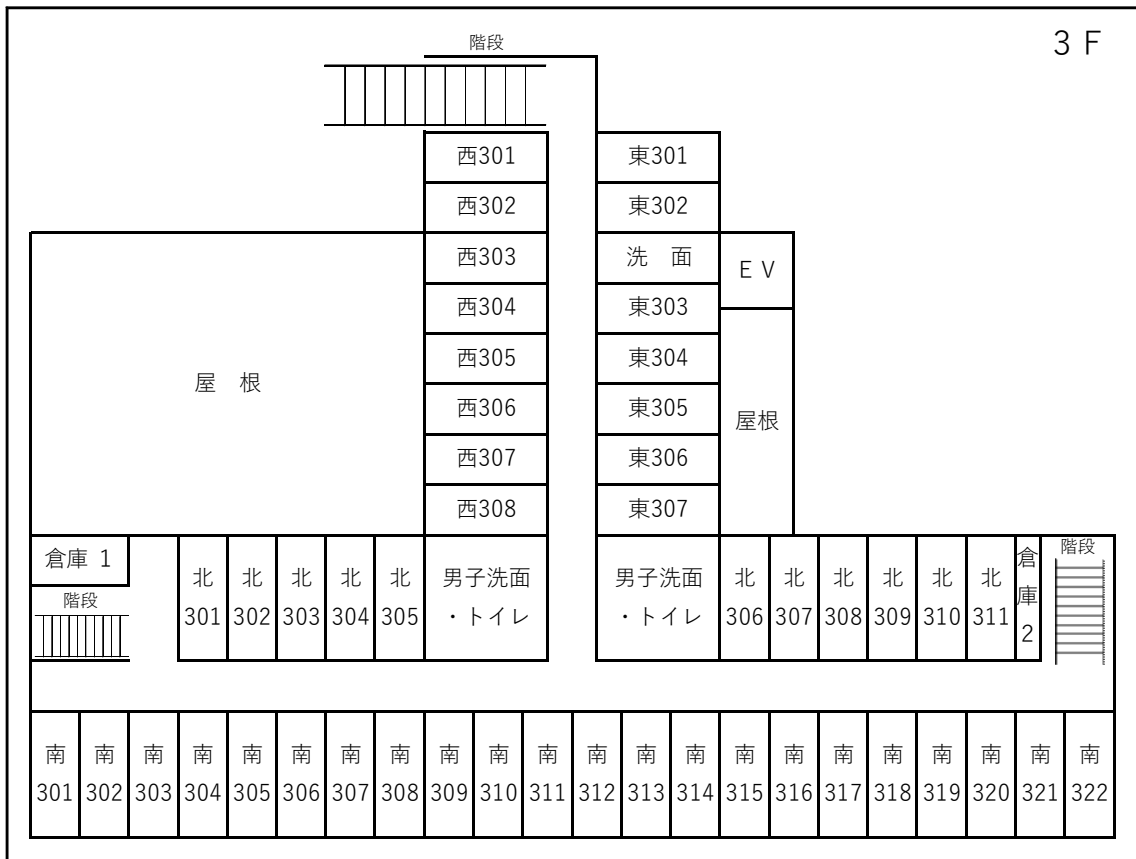 ３Ｆ
階段
西301
東301
西302
東302
西303
洗　面
ＥＶ
西304
東303
西305
東304
屋　根
西306
東305
屋根
西307
東306
西308
東307
倉庫 1
階段
北
301
北
302
北
303
北
304
北
305
男子洗面
・トイレ
男子洗面
・トイレ
北
306
北
307
北
308
北
309
北
310
北
311
倉
庫
2
階段
南
301
南
302
南
303
南
304
南
305
南
306
南
307
南
308
南
309
南
310
南
311
南
312
南
313
南
314
南
315
南
316
南
317
南
318
南
319
南
320
南
321
南
322